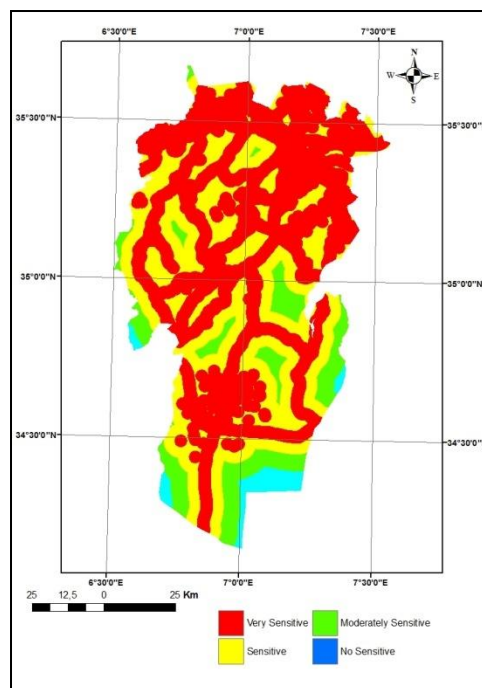 6°30'0"E 7°0'0"E 7°30'0"E
N
W E
S
35°30'0"N 35°30'0"N
35°0'0"N 35°0'0"N
34°30'0"N 34°30'0"N
6°30'0"E 7°0'0"E 7°30'0"E
25 12,5 0 25 Km
Very Sensitive Moderately Sensitive
Sensitive No Sensitive